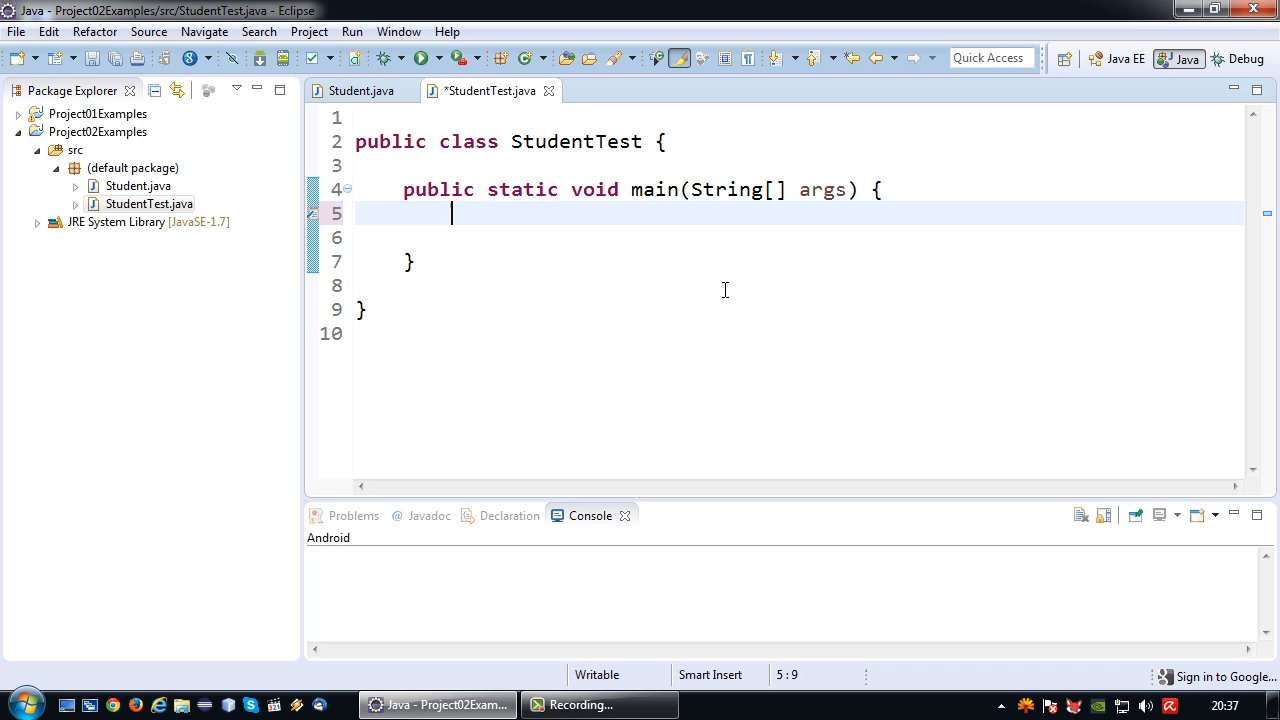 Java - Project02Examples/src/StudentTest.java - Eclipse
File Edit Refactor Source Navigate Search Project Run Window Help
Quick Access Java EE Java Debug
Package Explorer Student.java *StudentTest.java
Project01Examples
Project02Examples
src
(default package)
Student.java
StudentTest.java
JRE System Library [JavaSE-1.7]
1
2 public class StudentTest {
3
4 public static void main(String[] args) {
5
6
7 }
8
9 }
10
Problems @ Javadoc Declaration Console
Android
Writable Smart Insert 5 : 9 Sign in to Google...
Java - Project02Exam... Recording... 20:37